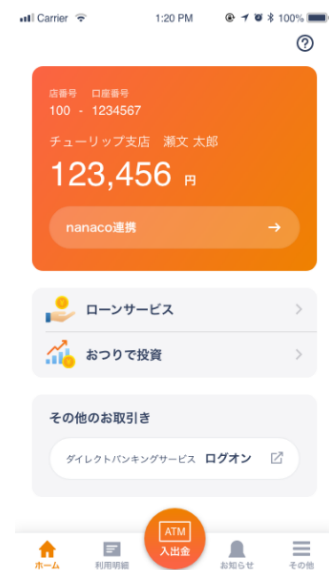 Carrier 1:20 PM 100%
店番号 口座番号
100 - 1234567
チューリップ支店 瀬文 太郎
123,456 円
nanaco連携
ローンサービス
おつりで投資
その他のお取引き
ダイレクトバンキングサービス ログオン
ATM
入出金
ホーム 利用明細 お知らせ その他